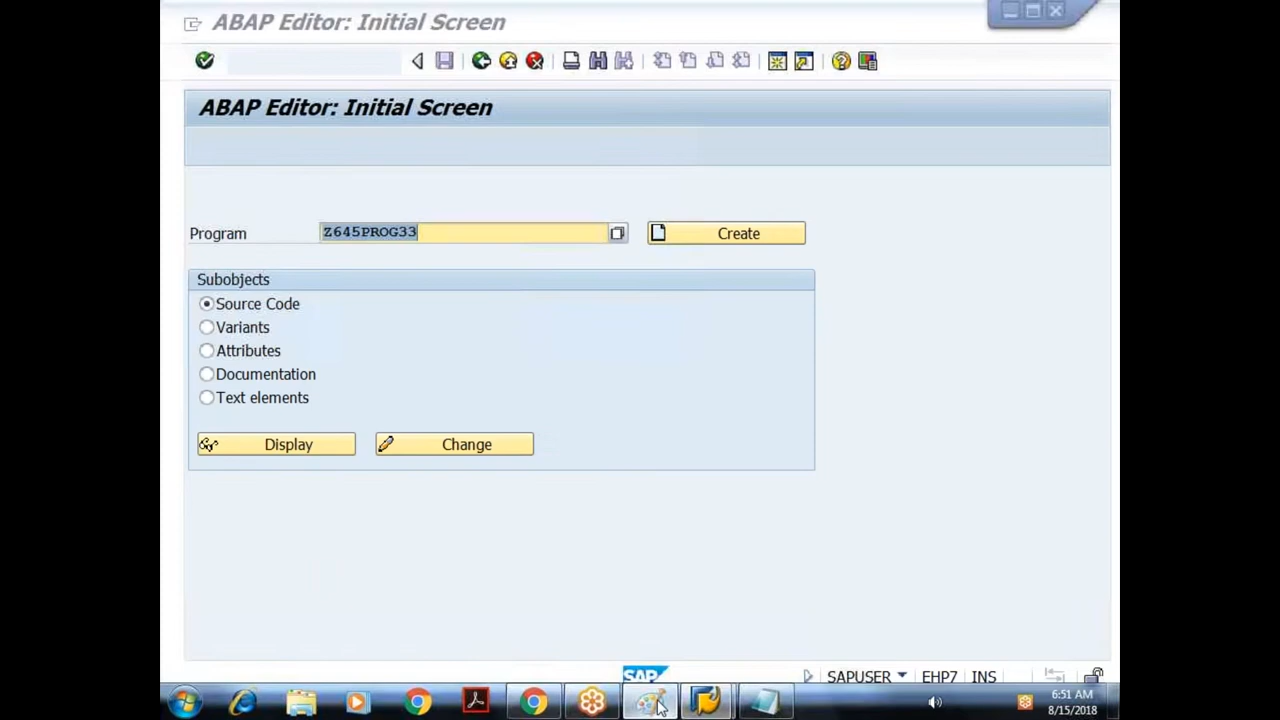 ABAP Editor: Initial Screen
ABAP Editor: Initial Screen
Program Z645PROG33 Create
Subobjects
Source Code
Variants
Attributes
Documentation
Text elements
Display Change
SAP SAPUSER EHP7 INS
6:51 AM
8/15/2018